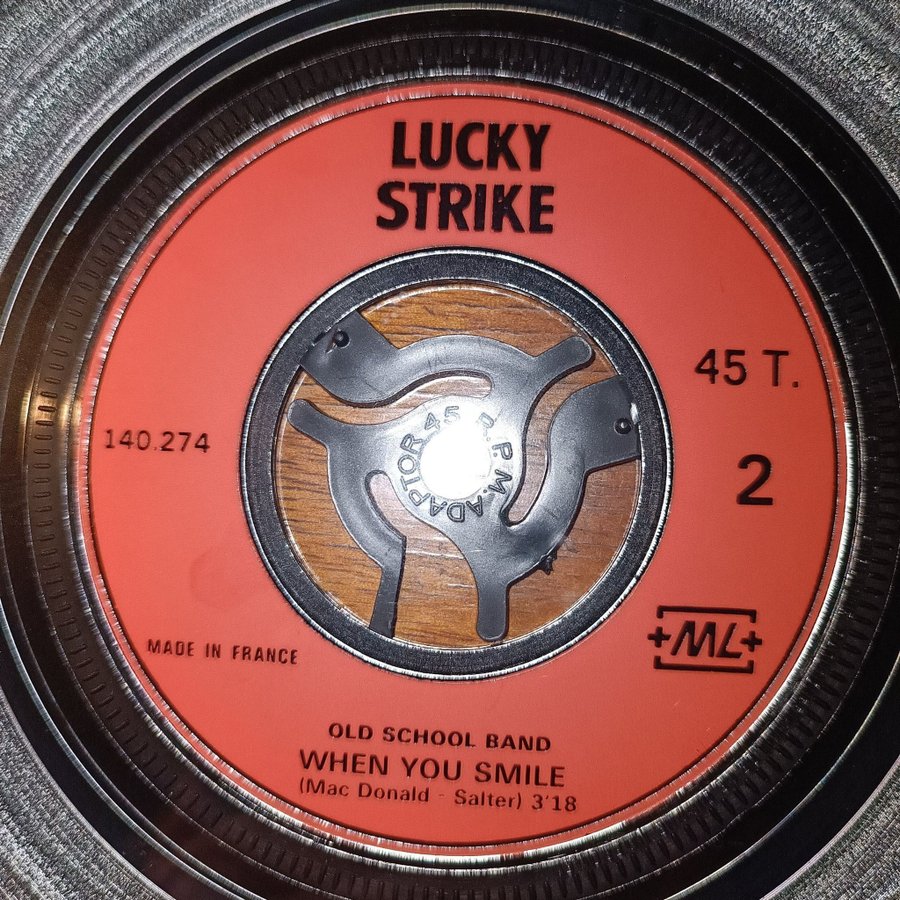 LUCKY
STRIKE
45 T.
140.274
2
45 R.P.M. ADAPTOR
MADE IN FRANCE
+ML+
OLD SCHOOL BAND
WHEN YOU SMILE
(Mac Donald - Salter) 3'18